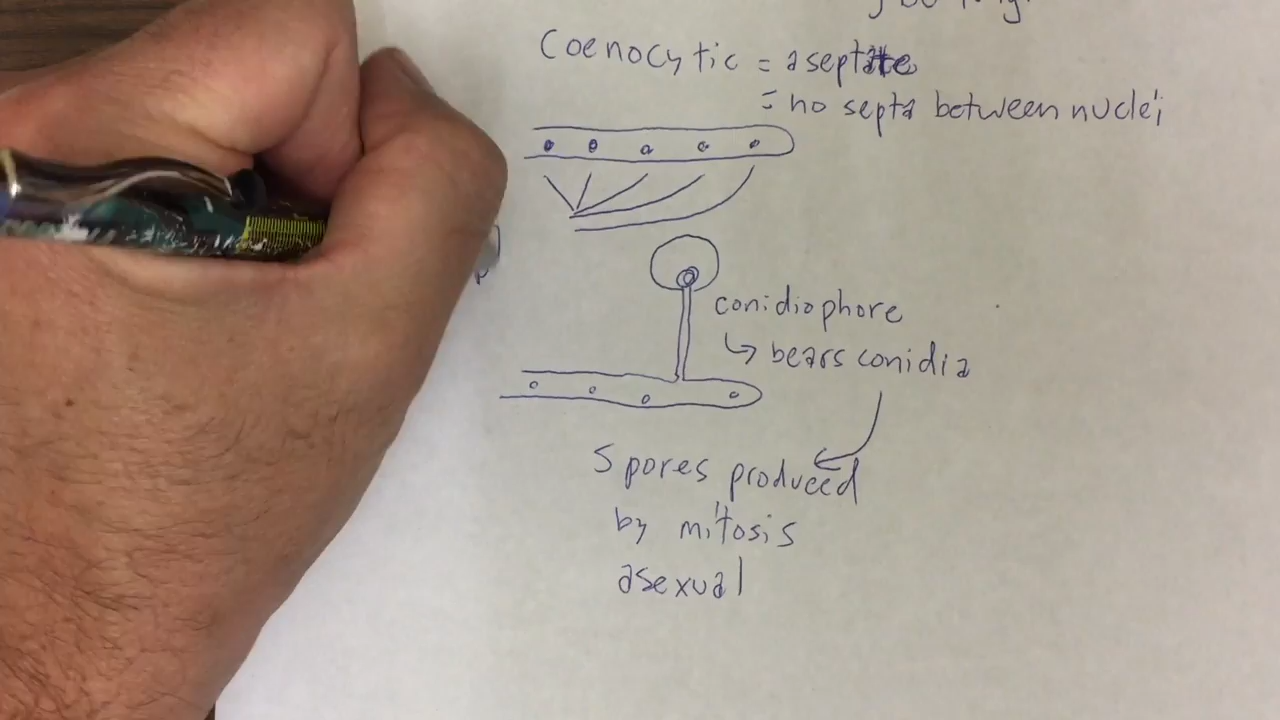 Coenocytic = aseptate
= no septa between nuclei
conidiophore
↳ bears conidia
Spores produced
by mitosis
asexual